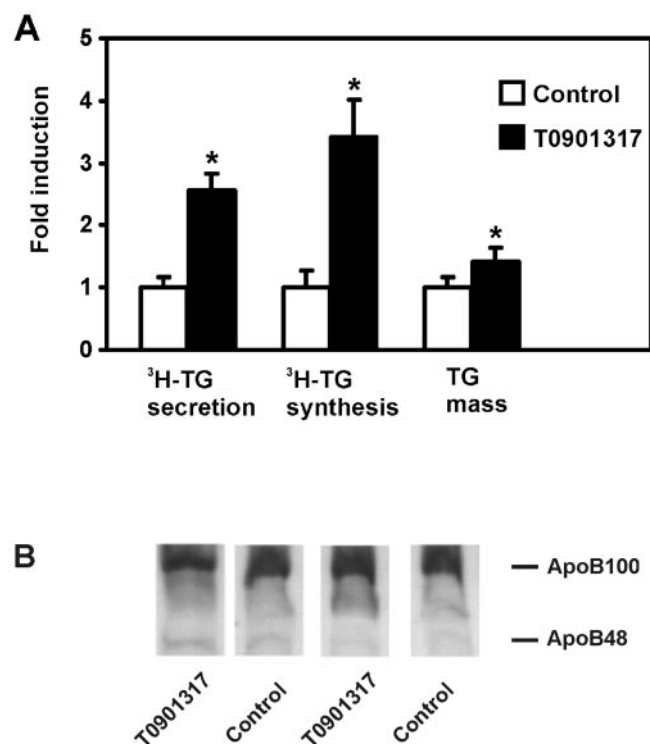 A
5
4
3
2
1
0
Fold induction
*
*
*
Control
T0901317
³H-TG
secretion
³H-TG
synthesis
TG
mass
B
ApoB100
ApoB48
T0901317
Control
T0901317
Control